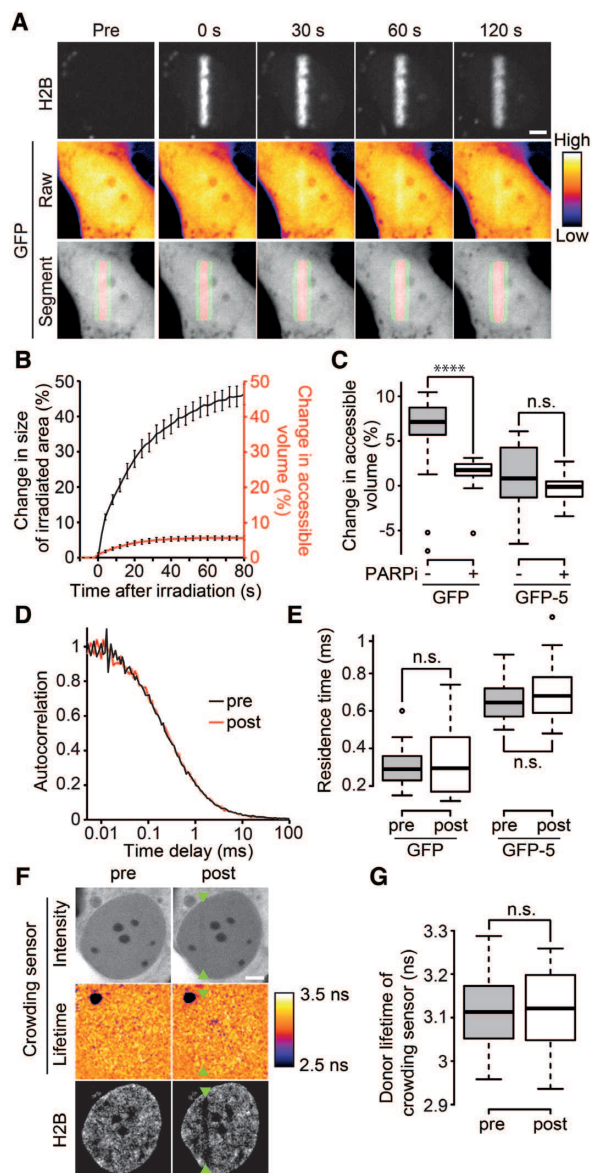 A
Pre 0 s 30 s 60 s 120 s
H2B
GFP
Raw
Segment
High
Low
B
Change in size
of irradiated area (%)
50
40
30
20
10
0
0 10 20 30 40 50 60 70 80
Time after irradiation (s)
50
40
30
20
10
0
Change in accessible
volume (%)
C
Change in accessible
volume (%)
10
5
0
-5
****
n.s.
PARPi - + - +
GFP GFP-5
D
Autocorrelation
1
0.8
0.6
0.4
0.2
0
pre
post
0.01 0.1 1 10 100
Time delay (ms)
E
Residence time (ms)
1.0
0.6
0.4
0.2
n.s.
n.s.
pre post pre post
GFP GFP-5
F
pre post
Crowding sensor
Intensity
Lifetime
H2B
3.5 ns
2.5 ns
G
Donor lifetime of
crowding sensor (ns)
3.3
3.2
3.1
3
2.9
n.s.
pre post